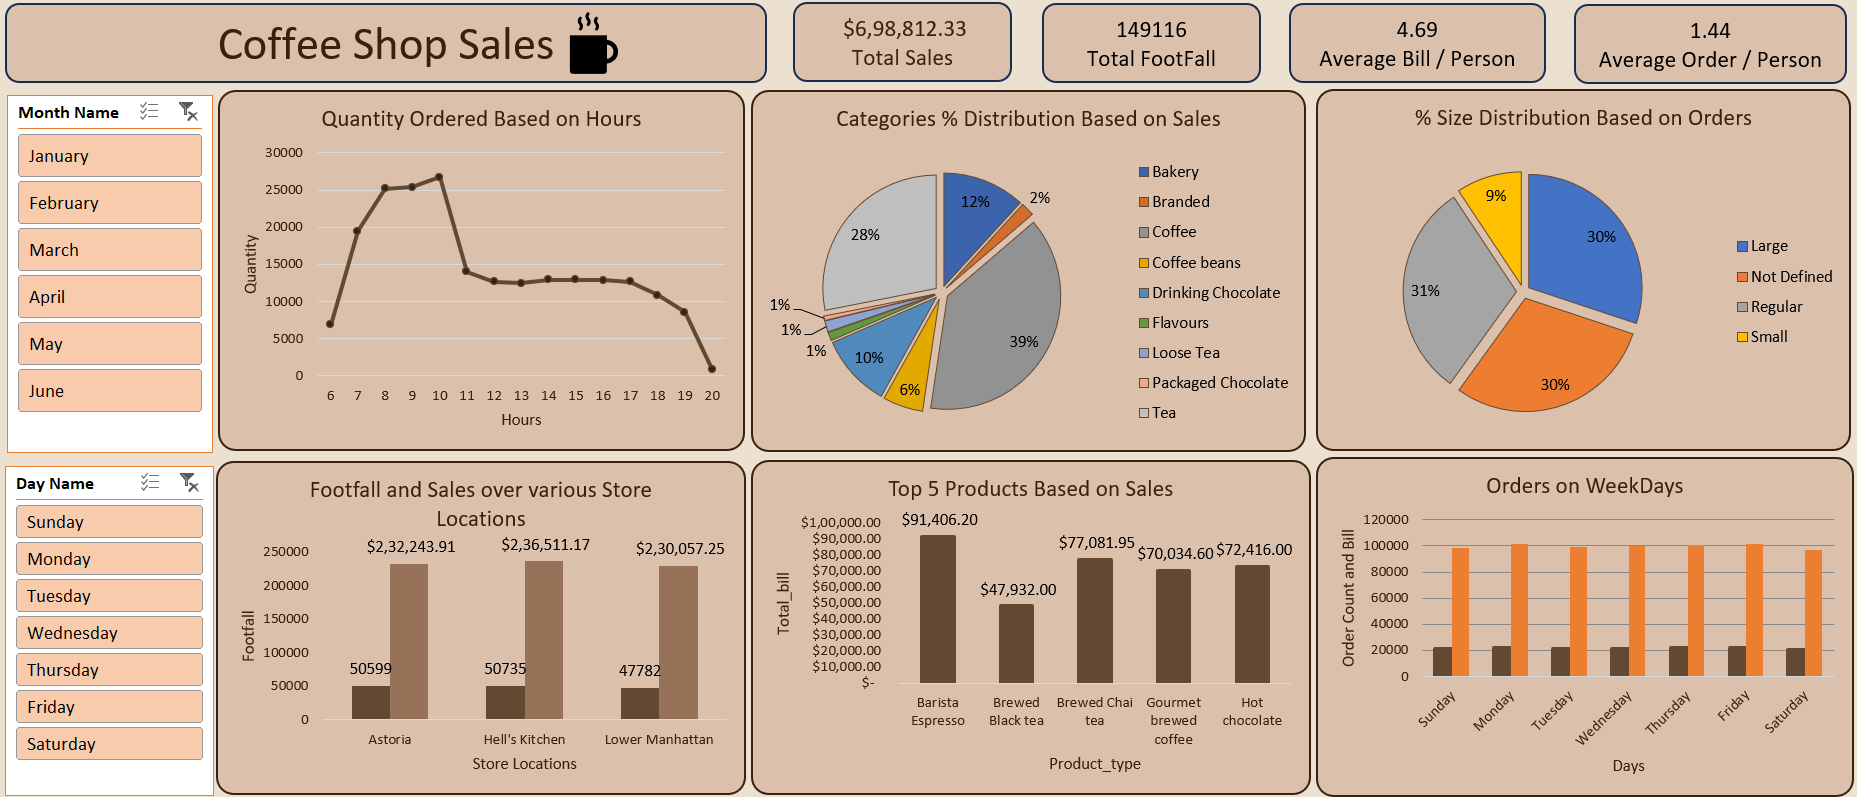 Coffee Shop Sales
$6,98,812.33
Total Sales
149116
Total FootFall
4.69
Average Bill / Person
1.44
Average Order / Person
Month Name
January
February
March
April
May
June
Quantity Ordered Based on Hours
30000
25000
20000
15000
10000
5000
0
Quantity
6 7 8 9 10 11 12 13 14 15 16 17 18 19 20
Hours
Categories % Distribution Based on Sales
12%
2%
39%
6%
10%
1%
1%
1%
28%
Bakery
Branded
Coffee
Coffee beans
Drinking Chocolate
Flavours
Loose Tea
Packaged Chocolate
Tea
% Size Distribution Based on Orders
30%
30%
31%
9%
Large
Not Defined
Regular
Small
Day Name
Sunday
Monday
Tuesday
Wednesday
Thursday
Friday
Saturday
Footfall and Sales over various Store
Locations
250000
200000
150000
100000
50000
0
Footfall
$2,32,243.91 $2,36,511.17 $2,30,057.25
50599 50735 47782
Astoria Hell's Kitchen Lower Manhattan
Store Locations
Top 5 Products Based on Sales
$1,00,000.00
$90,000.00
$80,000.00
$70,000.00
$60,000.00
$50,000.00
$40,000.00
$30,000.00
$20,000.00
$10,000.00
$-
Total_bill
$91,406.20
$47,932.00
$77,081.95
$70,034.60
$72,416.00
Barista
Espresso
Brewed
Black tea
Brewed Chai
tea
Gourmet
brewed
coffee
Hot
chocolate
Product_type
Orders on WeekDays
120000
100000
80000
60000
40000
20000
0
Order Count and Bill
Sunday
Monday
Tuesday
Wednesday
Thursday
Friday
Saturday
Days